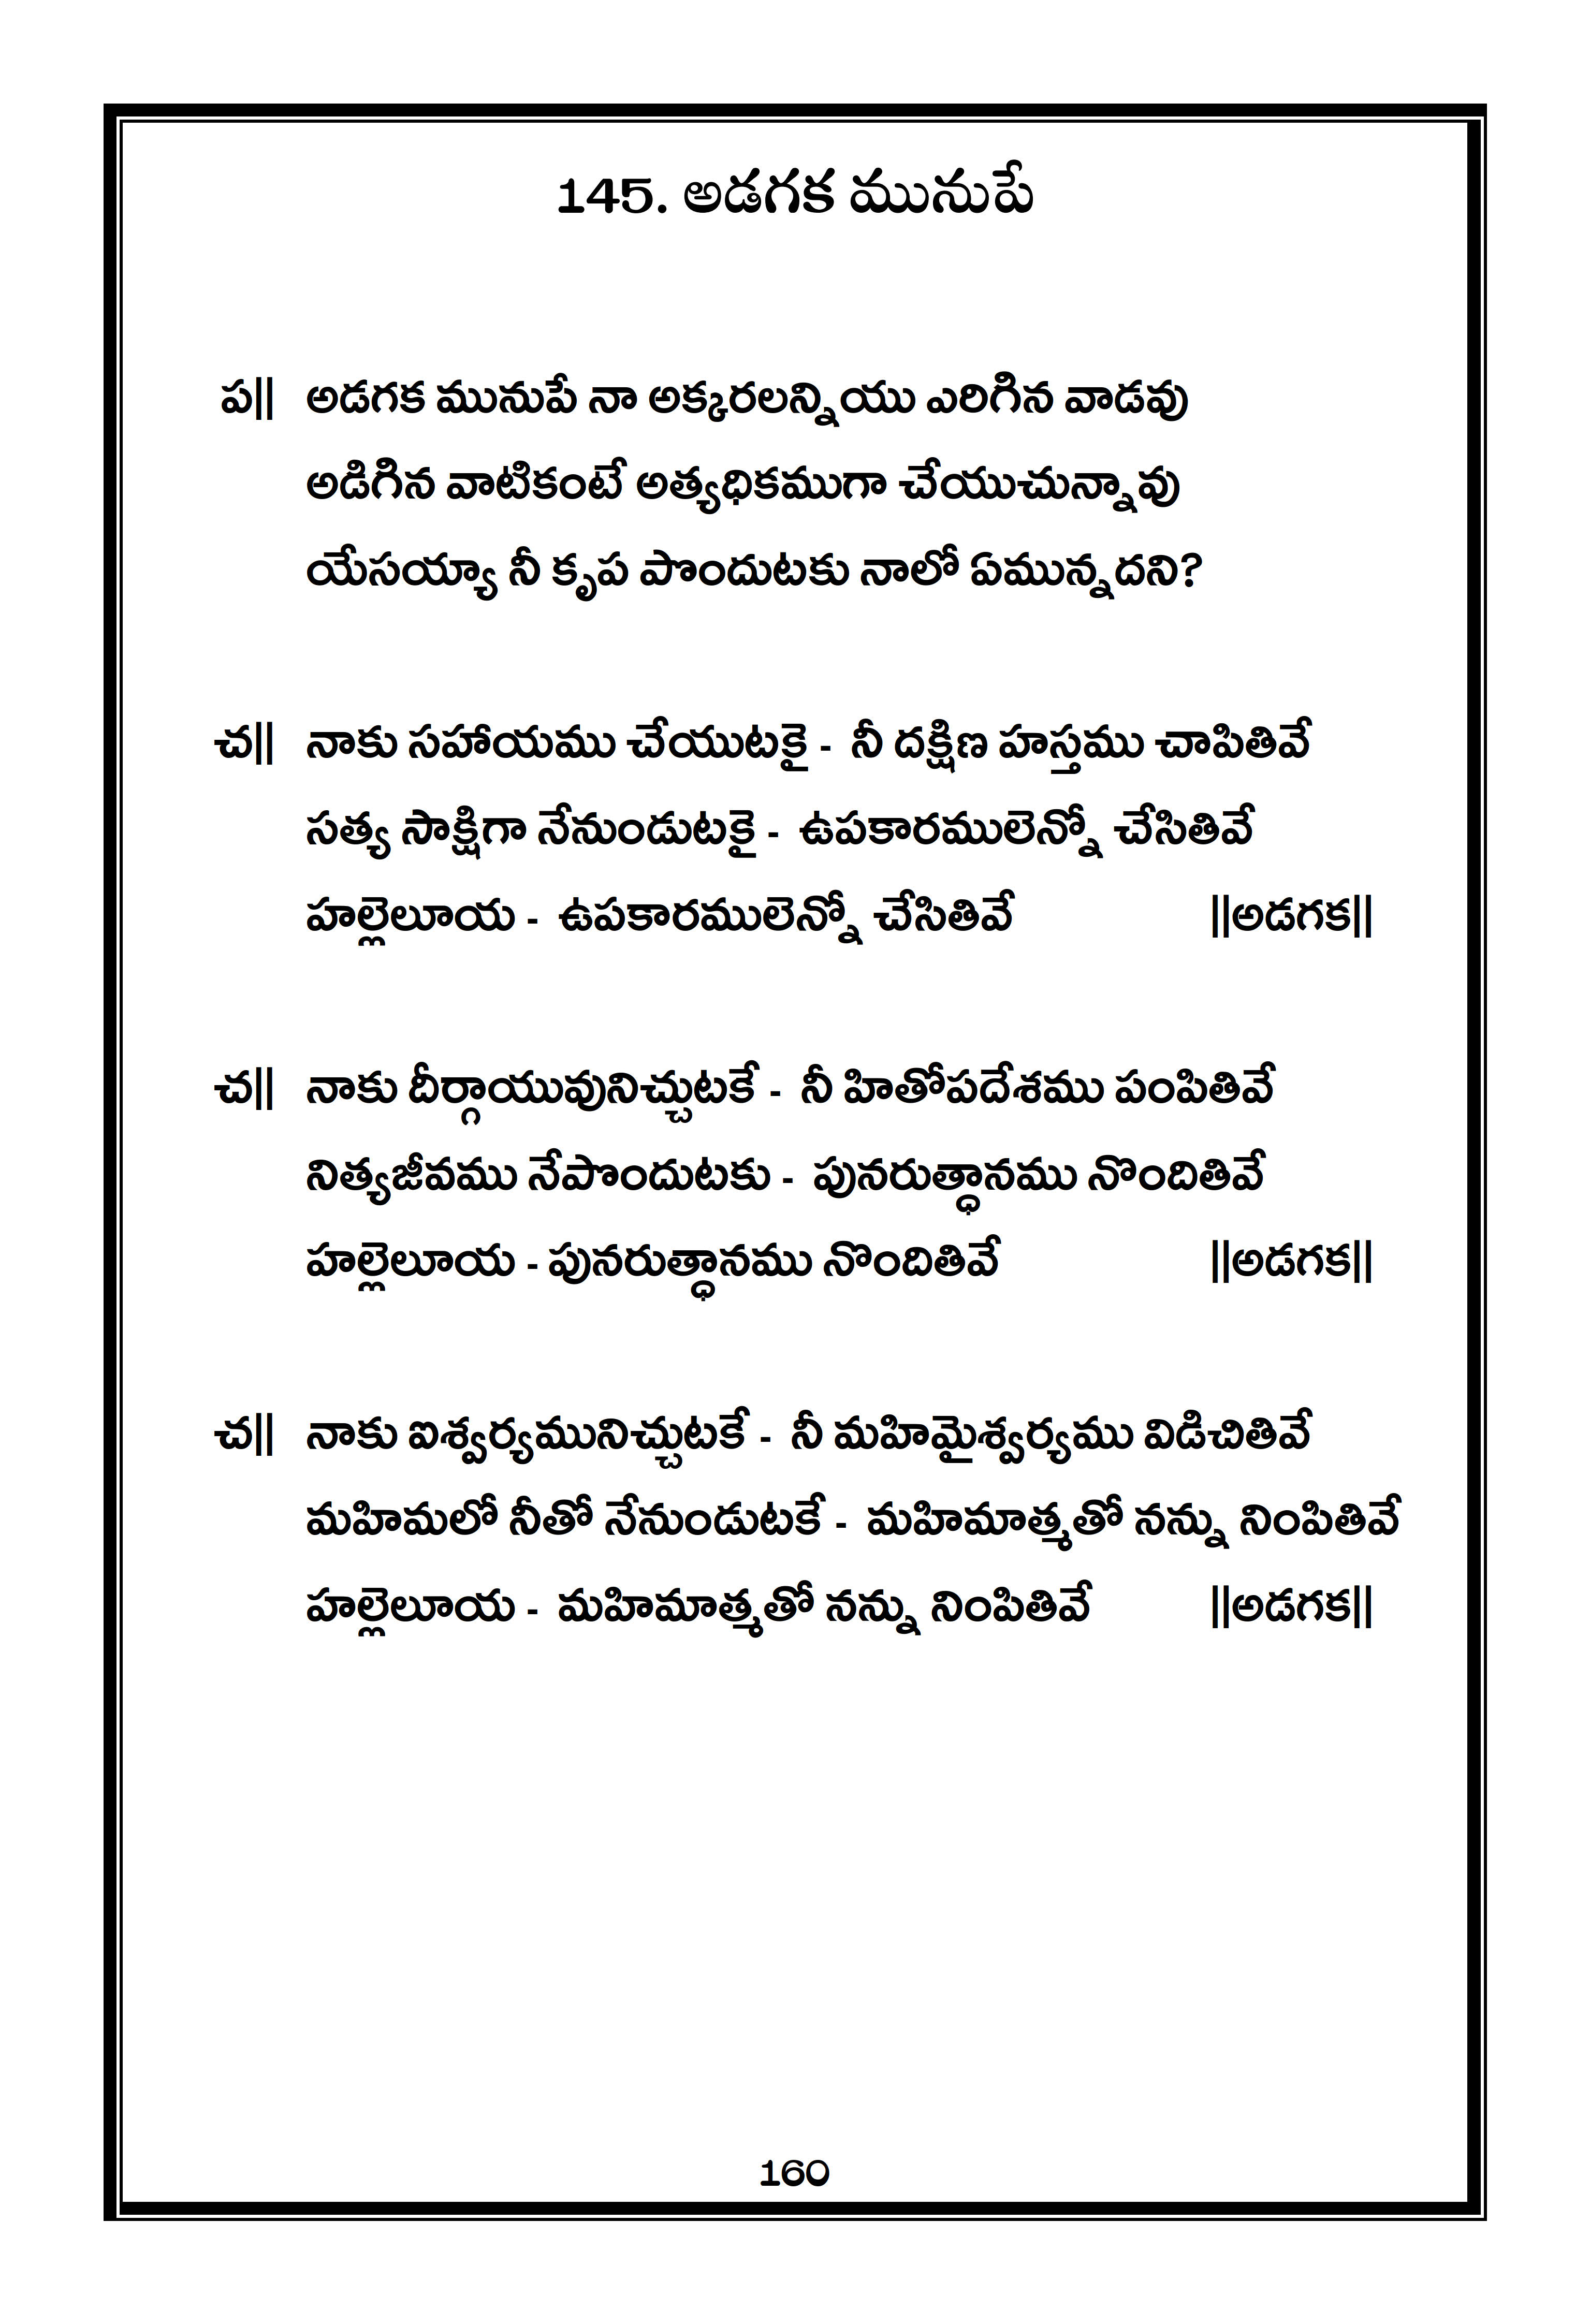 145. అడగక మునుపే
ప|| అడగక మునుపే నా అక్కరలన్నియు ఎరిగిన వాడవు
అడిగిన వాటికంటే అత్యధికముగా చేయుచున్నావు
యేసయ్యా నీ కృప పొందుటకు నాలో ఏమున్నదని?
చ|| నాకు సహాయము చేయుటకై - నీ దక్షిణ హస్తము చాపితివే
సత్య సాక్షిగా నేనుండుటకై - ఉపకారములెన్నో చేసితివే
హల్లెలూయ - ఉపకారములెన్నో చేసితివే ||అడగక||
చ|| నాకు దీర్గాయువునిచ్చుటకే - నీ హితోపదేశము పంపితివే
నిత్యజీవము నేపొందుటకు - పునరుత్ధానము నొందితివే
హల్లెలూయ - పునరుత్ధానము నొందితివే ||అడగక||
చ|| నాకు ఐశ్వర్యమునిచ్చుటకే - నీ మహిమైశ్వర్యము విడిచితివే
మహిమలో నీతో నేనుండుటకే - మహిమాత్మతో నన్ను నింపితివే
హల్లెలూయ - మహిమాత్మతో నన్ను నింపితివే ||అడగక||
160